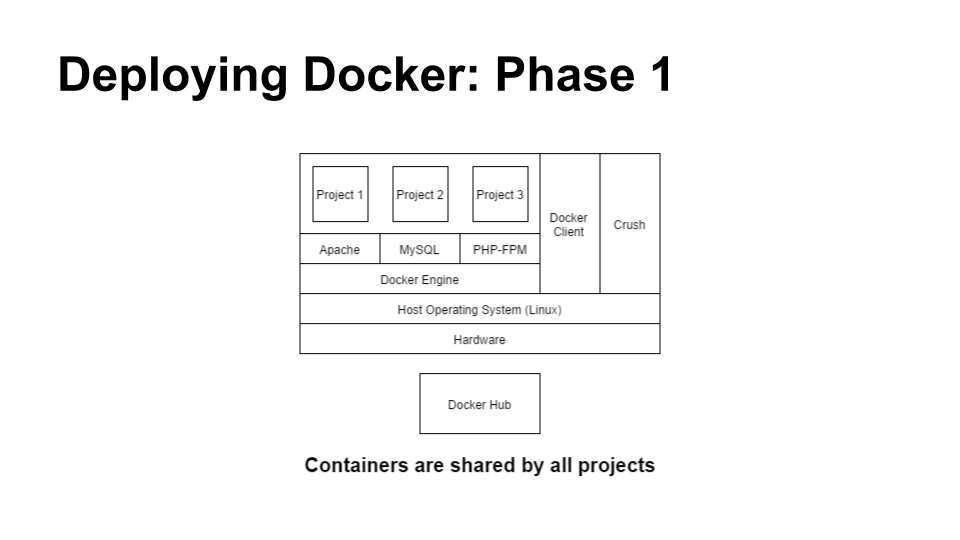 Deploying Docker: Phase 1
Project 1
Project 2
Project 3
Docker
Client
Crush
Apache
MySQL
PHP-FPM
Docker Engine
Host Operating System (Linux)
Hardware
Docker Hub
Containers are shared by all projects